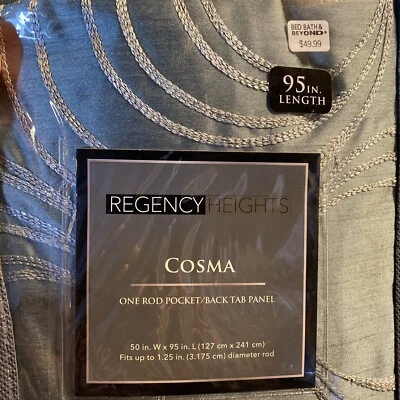 BED BATH &
BEYOND®
$49.99
95 IN.
LENGTH
REGENCY HEIGHTS
COSMA
ONE ROD POCKET/BACK TAB PANEL
50 in. W x 95 in. L (127 cm x 241 cm)
Fits up to 1.25 in. (3.175 cm) diameter rod